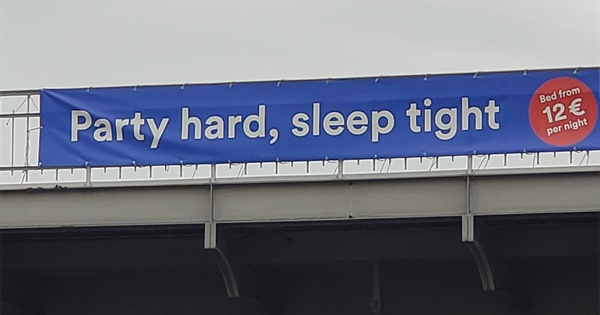 Party hard, sleep tight
Bed from
12 €
per night